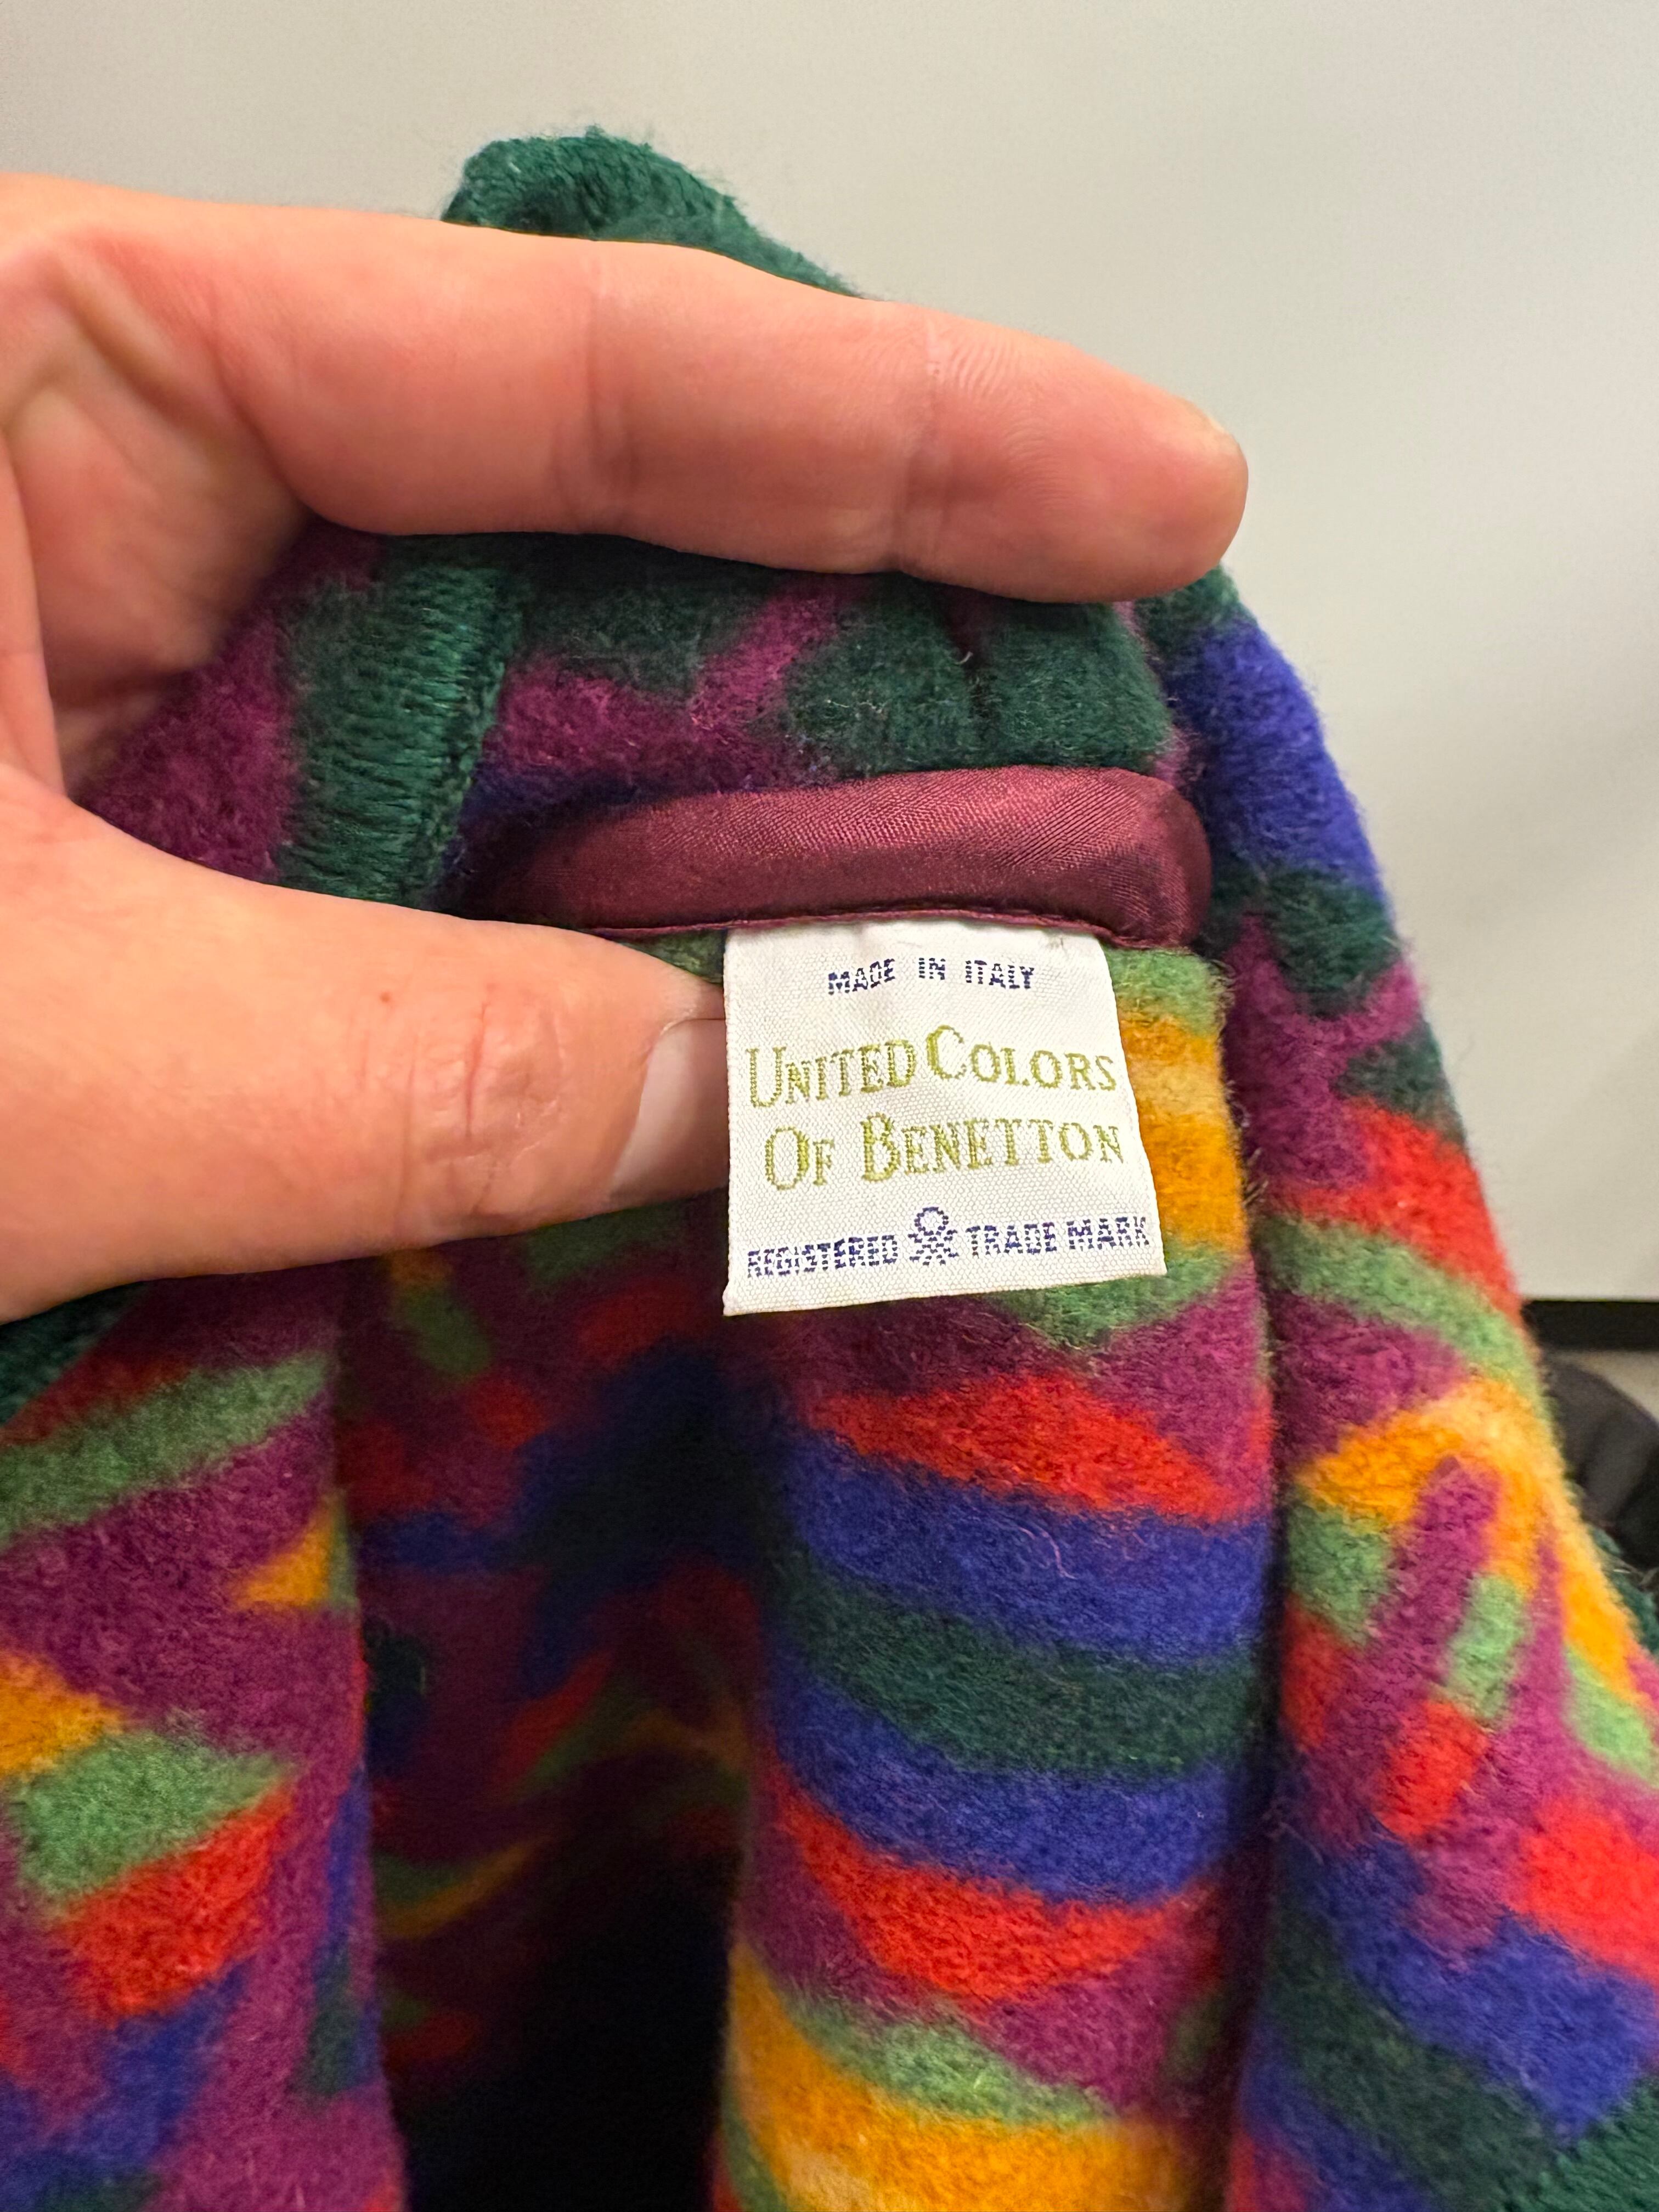 MADE IN ITALY
UNITED COLORS
OF BENETTON
REGISTERED TRADE MARK